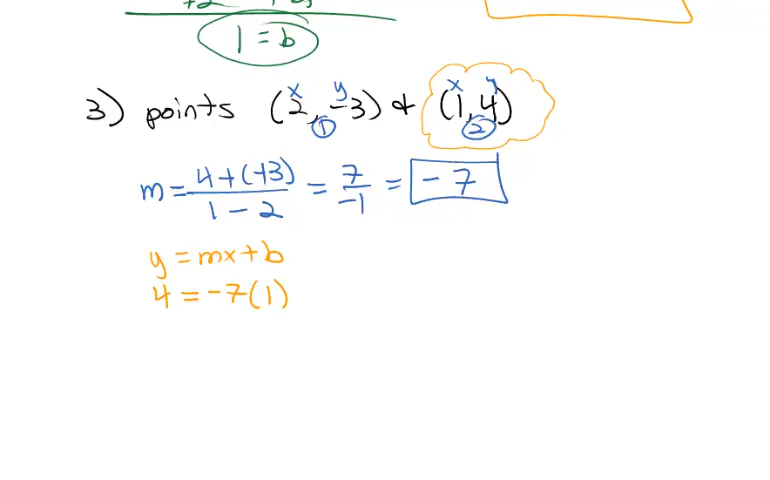 1 = b
3) points (2, -3) & (1, 4)
x y x y
① ②
m = 4+(+3) / 1 - 2 = 7 / -1 = -7
y = mx + b
4 = -7(1)